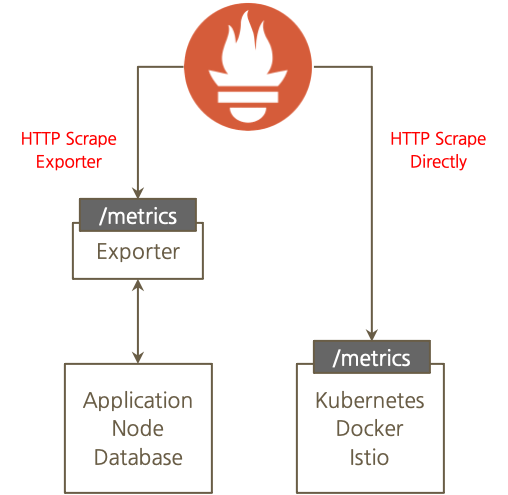 HTTP Scrape
Exporter
/metrics
Exporter
Application
Node
Database
HTTP Scrape
Directly
/metrics
Kubernetes
Docker
Istio